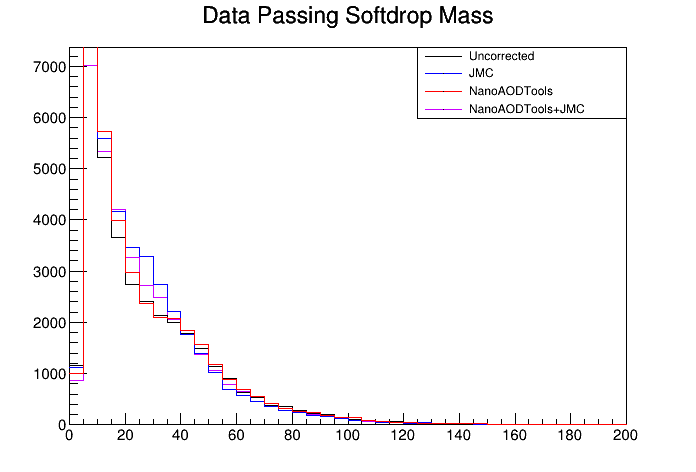 Data Passing Softdrop Mass
Uncorrected
JMC
NanoAODTools
NanoAODTools+JMC
7000
6000
5000
4000
3000
2000
1000
0
0 20 40 60 80 100 120 140 160 180 200